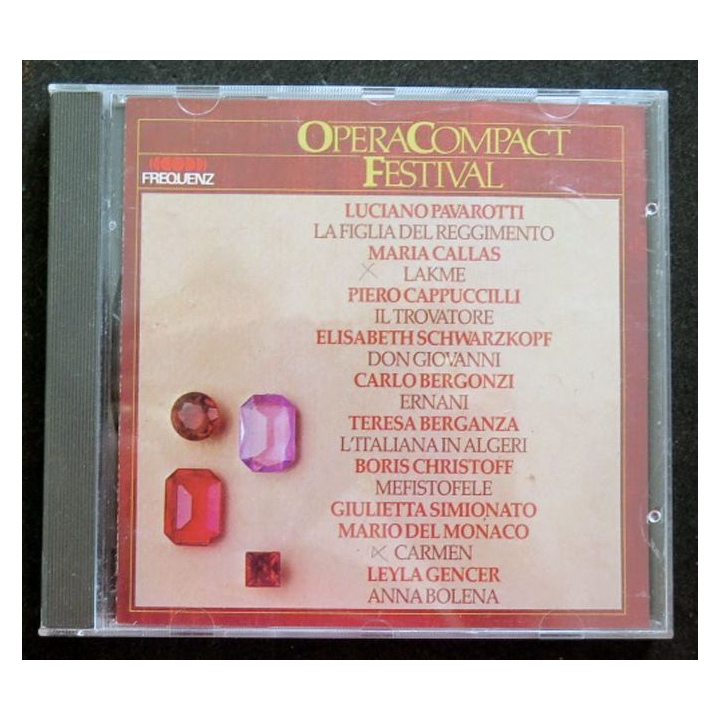 OPERACOMPACT
FESTIVAL
FREQUENZ
LUCIANO PAVAROTTI
LA FIGLIA DEL REGGIMENTO
MARIA CALLAS
LAKME
PIERO CAPPUCCILLI
IL TROVATORE
ELISABETH SCHWARZKOPF
DON GIOVANNI
CARLO BERGONZI
ERNANI
TERESA BERGANZA
L'ITALIANA IN ALGERI
BORIS CHRISTOFF
MEFISTOFELE
GIULIETTA SIMIONATO
MARIO DEL MONACO
CARMEN
LEYLA GENCER
ANNA BOLENA